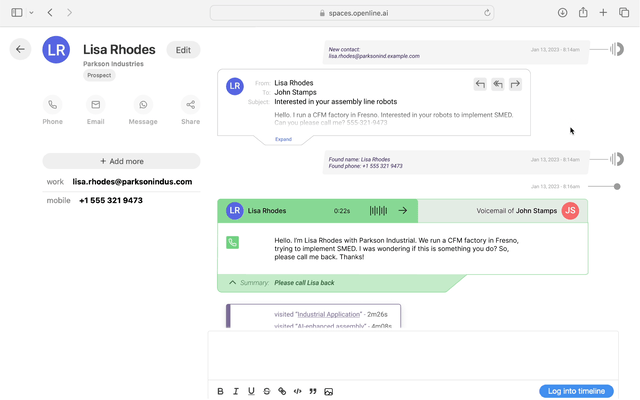 spaces.openline.ai
LR
Lisa Rhodes
Edit
Parkson Industries
Prospect
Phone
Email
Message
Share
+ Add more
work lisa.rhodes@parksonindus.com
mobile +1 555 321 9473
New contact:
lisa.rhodes@parksonind.example.com
Jan 13, 2023 - 8:14am
LR
From Lisa Rhodes
To John Stamps
Subject Interested in your assembly line robots
Hello. I run a CFM factory in Fresno. Interested in your robots to implement SMED.
Can you please call me? 555-321-9473
Expand
Found name: Lisa Rhodes
Found phone: +1 555 321 9473
Jan 13, 2023 - 8:14am
Jan 13, 2023 - 8:16am
LR Lisa Rhodes 0:22s
Voicemail of John Stamps JS
Hello. I'm Lisa Rhodes with Parkson Industrial. We run a CFM factory in Fresno,
trying to implement SMED. I was wondering if this is something you do? So,
please call me back. Thanks!
Summary: Please call Lisa back
visited "Industrial Application" - 2m26s
visited "AI-enhanced assembly" - 4m08s
B I U S
Log into timeline